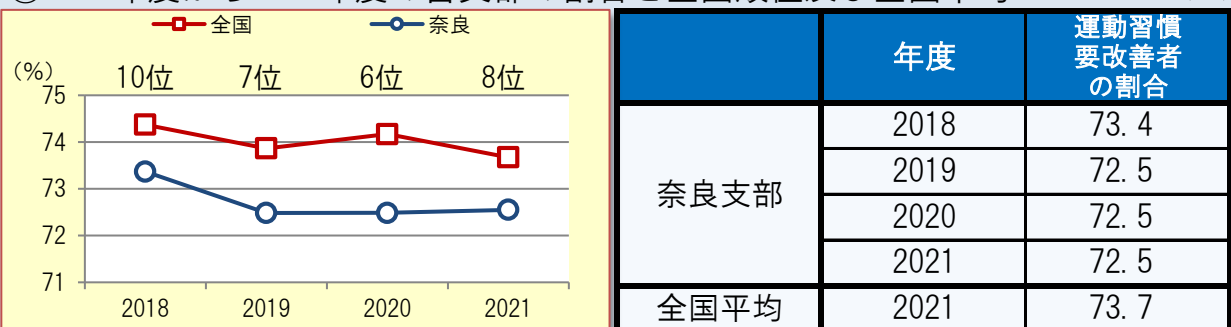 全国 奈良
(%) 10位 7位 6位 8位
75
74
73
72
71
2018 2019 2020 2021
年度 運動習慣
要改善者
の割合
奈良支部 2018 73.4
2019 72.5
2020 72.5
2021 72.5
全国平均 2021 73.7